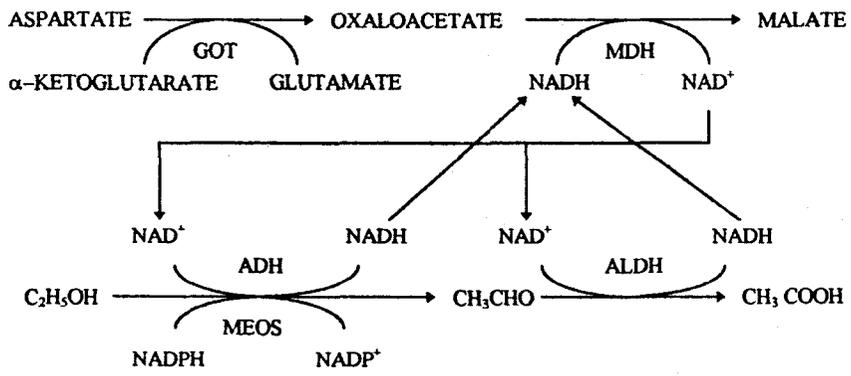 ASPARTATE OXALOACETATE MALATE
GOT MDH
α-KETOGLUTARATE GLUTAMATE NADH NAD⁺
NAD⁺ NADH NAD⁺ NADH
ADH ALDH
C₂H₅OH CH₃CHO CH₃ COOH
MEOS
NADPH NADP⁺